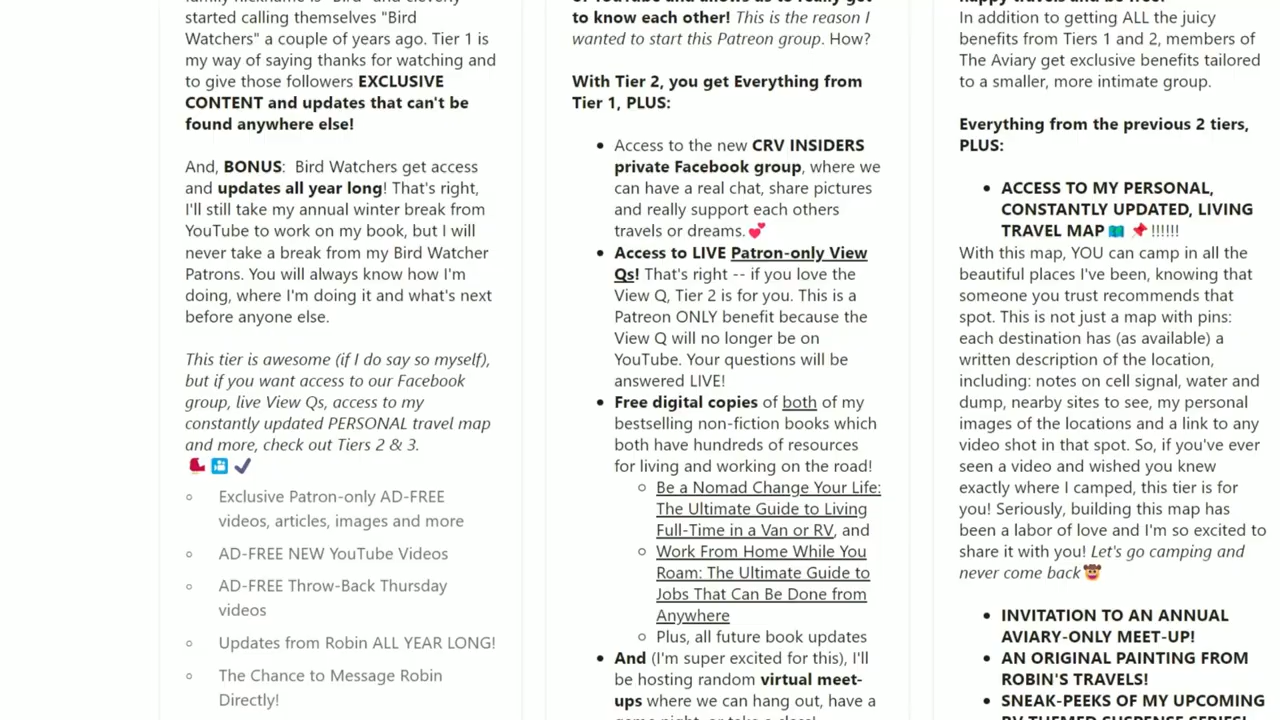 started calling themselves "Bird
Watchers" a couple of years ago. Tier 1 is
my way of saying thanks for watching and
to give those followers EXCLUSIVE
CONTENT and updates that can't be
found anywhere else!
And, BONUS:  Bird Watchers get access
and updates all year long! That's right,
I'll still take my annual winter break from
YouTube to work on my book, but I will
never take a break from my Bird Watcher
Patrons. You will always know how I'm
doing, where I'm doing it and what's next
before anyone else.
This tier is awesome (if I do say so myself),
but if you want access to our Facebook
group, live View Qs, access to my
constantly updated PERSONAL travel map
and more, check out Tiers 2 & 3.
Exclusive Patron-only AD-FREE
videos, articles, images and more
AD-FREE NEW YouTube Videos
AD-FREE Throw-Back Thursday
videos
Updates from Robin ALL YEAR LONG!
The Chance to Message Robin
Directly!
to know each other! This is the reason I
wanted to start this Patreon group. How?
With Tier 2, you get Everything from
Tier 1, PLUS:
Access to the new CRV INSIDERS
private Facebook group, where we
can have a real chat, share pictures
and really support each others
travels or dreams.💕
Access to LIVE Patron-only View
Qs! That's right -- if you love the
View Q, Tier 2 is for you. This is a
Patreon ONLY benefit because the
View Q will no longer be on
YouTube. Your questions will be
answered LIVE!
Free digital copies of both of my
bestselling non-fiction books which
both have hundreds of resources
for living and working on the road!
Be a Nomad Change Your Life:
The Ultimate Guide to Living
Full-Time in a Van or RV, and
Work From Home While You
Roam: The Ultimate Guide to
Jobs That Can Be Done from
Anywhere
Plus, all future book updates
And (I'm super excited for this), I'll
be hosting random virtual meet-
ups where we can hang out, have a
In addition to getting ALL the juicy
benefits from Tiers 1 and 2, members of
The Aviary get exclusive benefits tailored
to a smaller, more intimate group.
Everything from the previous 2 tiers,
PLUS:
ACCESS TO MY PERSONAL,
CONSTANTLY UPDATED, LIVING
TRAVEL MAP🗺️ 📌!!!!!!
With this map, YOU can camp in all the
beautiful places I've been, knowing that
someone you trust recommends that
spot. This is not just a map with pins:
each destination has (as available) a
written description of the location,
including: notes on cell signal, water and
dump, nearby sites to see, my personal
images of the locations and a link to any
video shot in that spot. So, if you've ever
seen a video and wished you knew
exactly where I camped, this tier is for
you! Seriously, building this map has
been a labor of love and I'm so excited to
share it with you! Let's go camping and
never come back🤠
INVITATION TO AN ANNUAL
AVIARY-ONLY MEET-UP!
AN ORIGINAL PAINTING FROM
ROBIN'S TRAVELS!
SNEAK-PEEKS OF MY UPCOMING